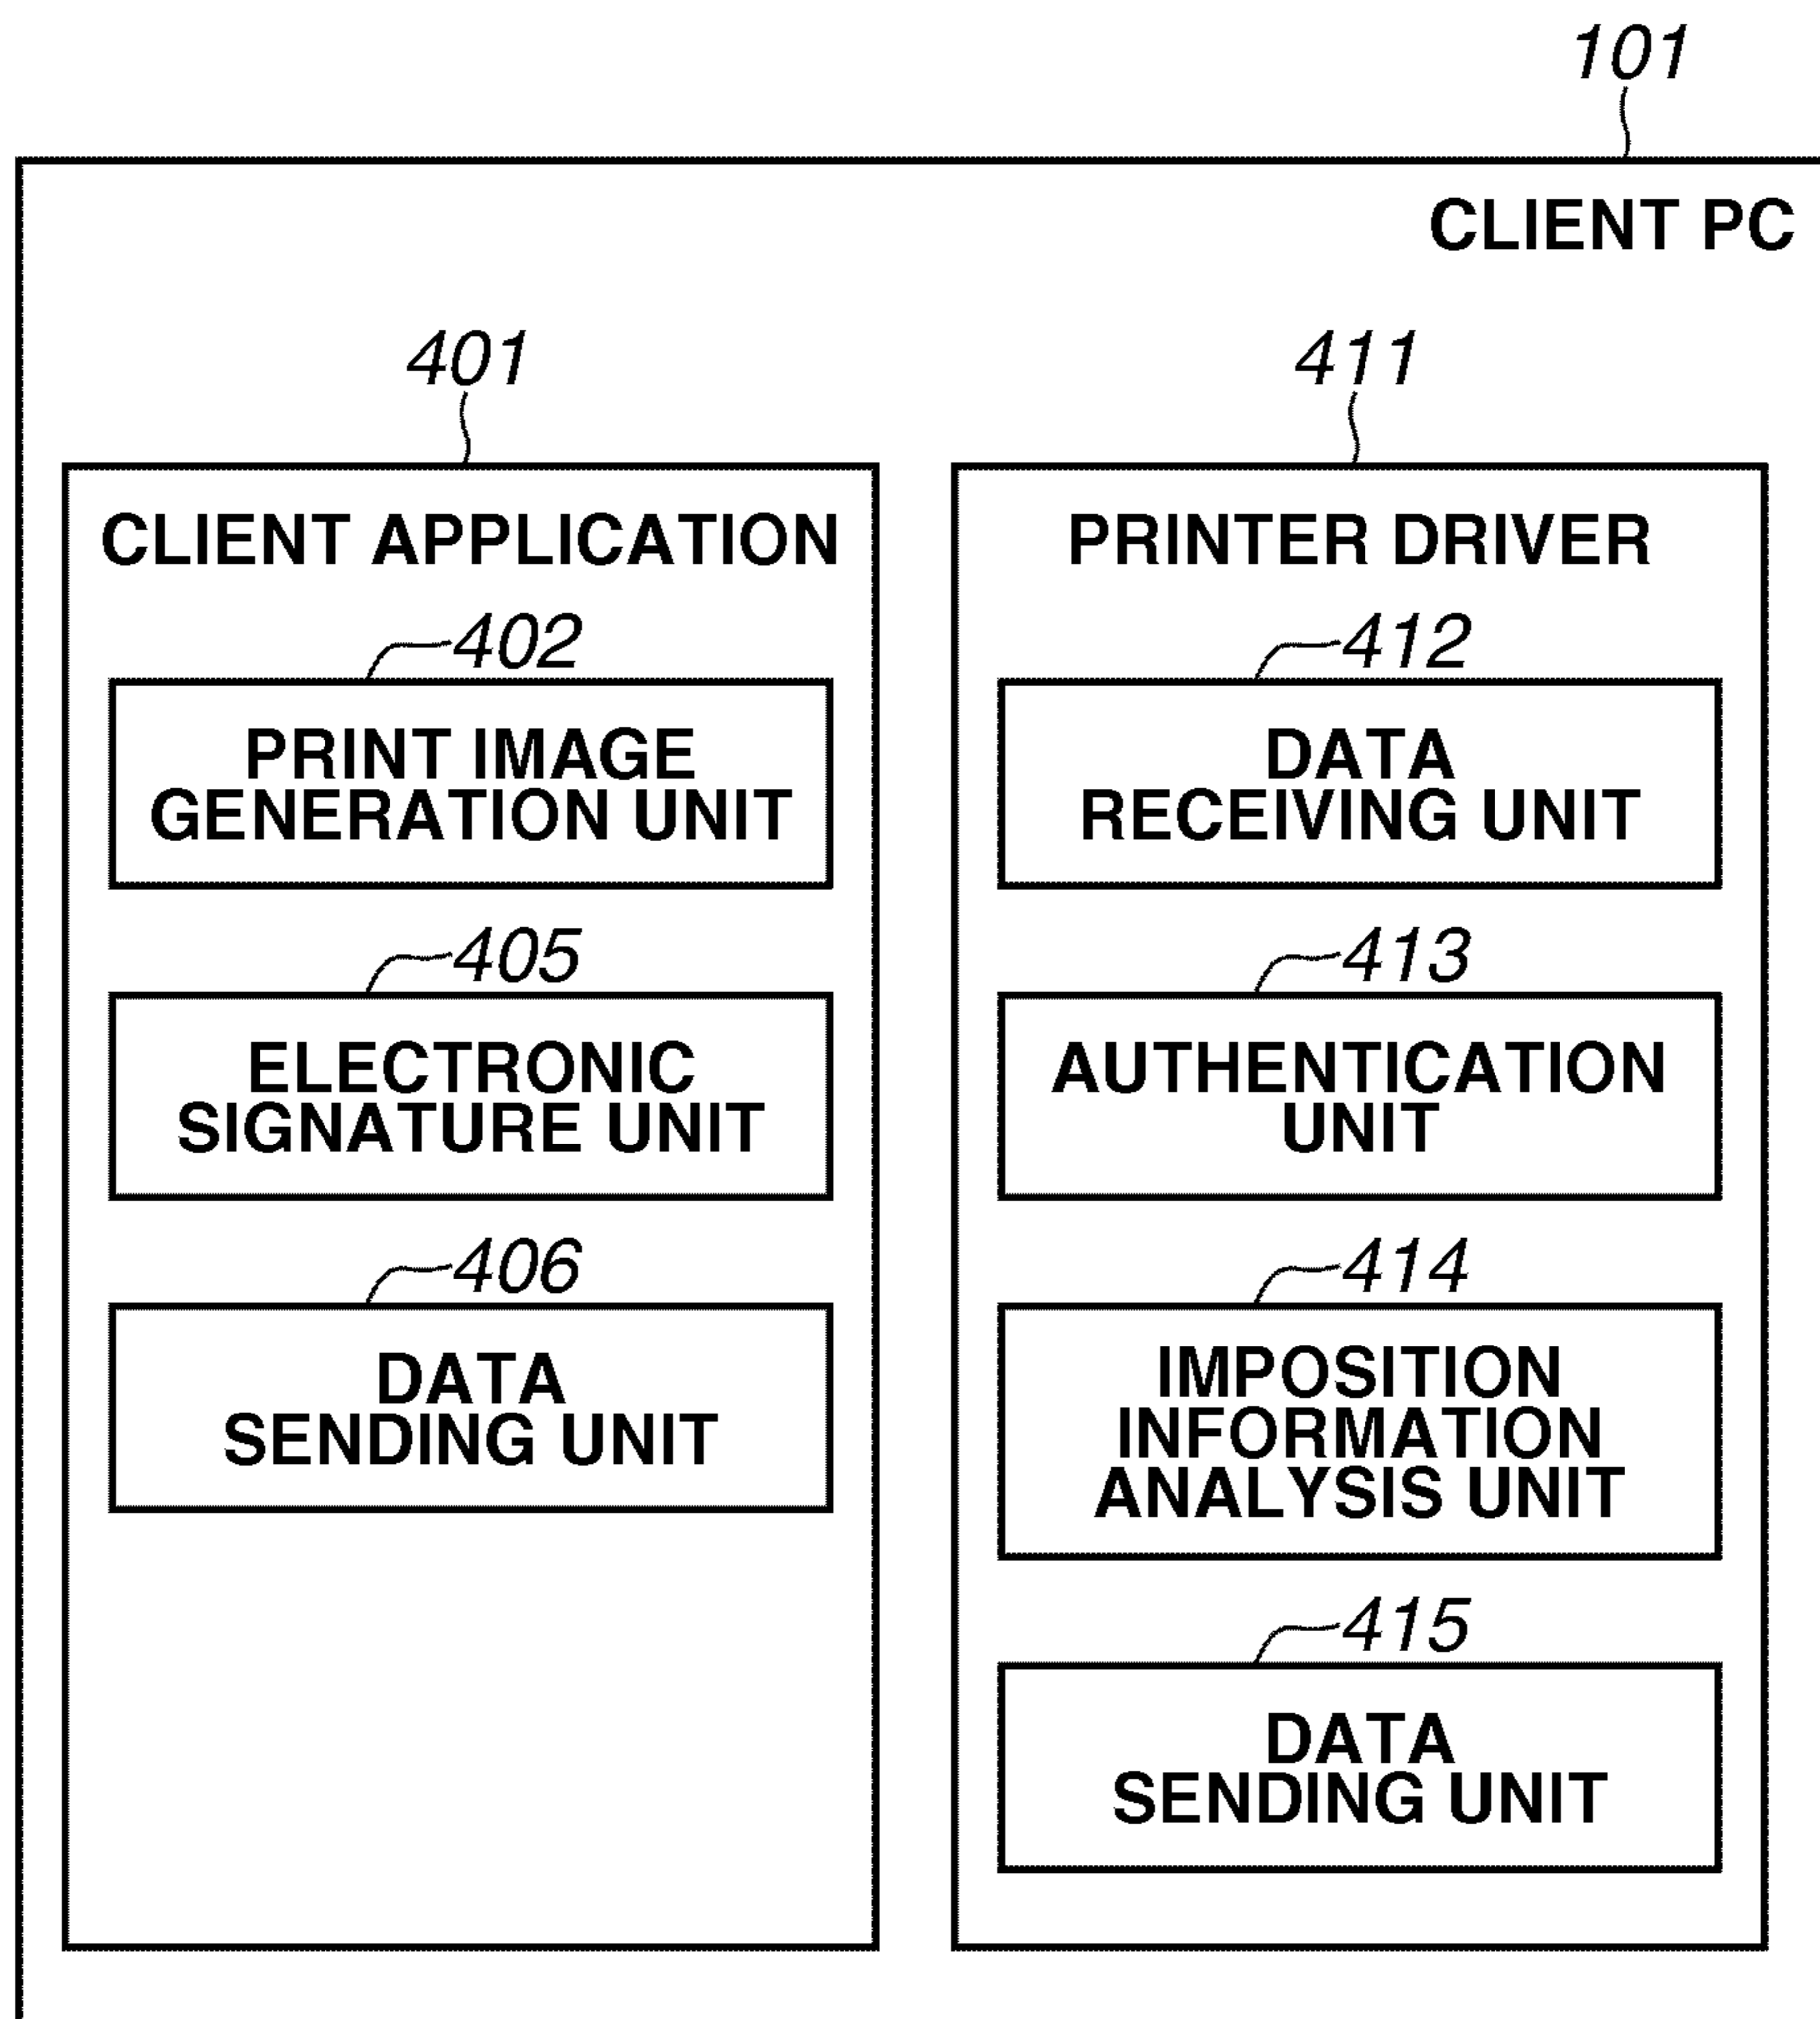 101
CLIENT PC
401
CLIENT APPLICATION
402
PRINT IMAGE
GENERATION UNIT
405
ELECTRONIC
SIGNATURE UNIT
406
DATA
SENDING UNIT
411
PRINTER DRIVER
412
DATA
RECEIVING UNIT
413
AUTHENTICATION
UNIT
414
IMPOSITION
INFORMATION
ANALYSIS UNIT
415
DATA
SENDING UNIT